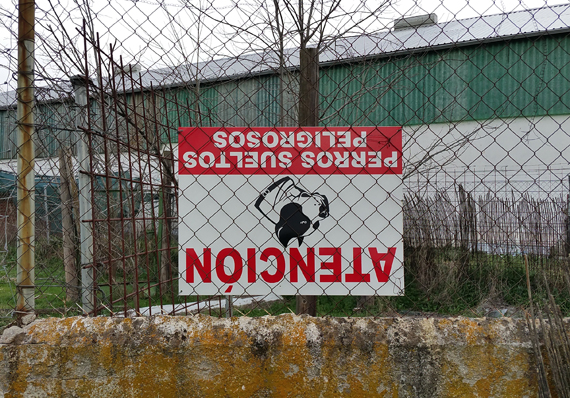 ATENCIÓN
PERROS SUELTOS
PELIGROSOS